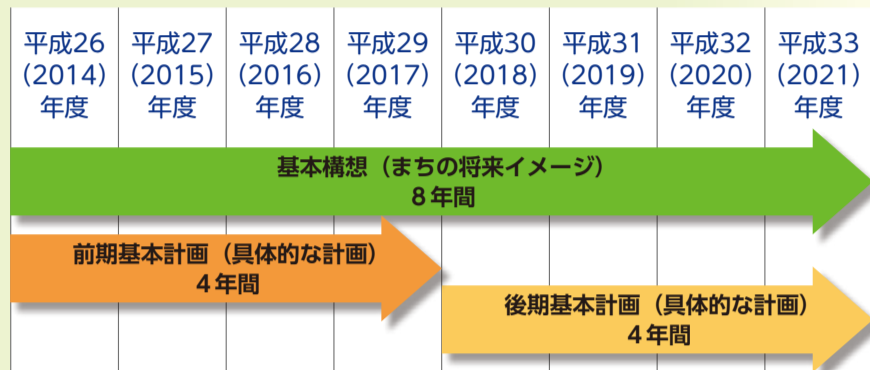 平成26
(2014)
年度
平成27
(2015)
年度
平成28
(2016)
年度
平成29
(2017)
年度
平成30
(2018)
年度
平成31
(2019)
年度
平成32
(2020)
年度
平成33
(2021)
年度
基本構想（まちの将来イメージ）
８年間
前期基本計画（具体的な計画）
４年間
後期基本計画（具体的な計画）
４年間